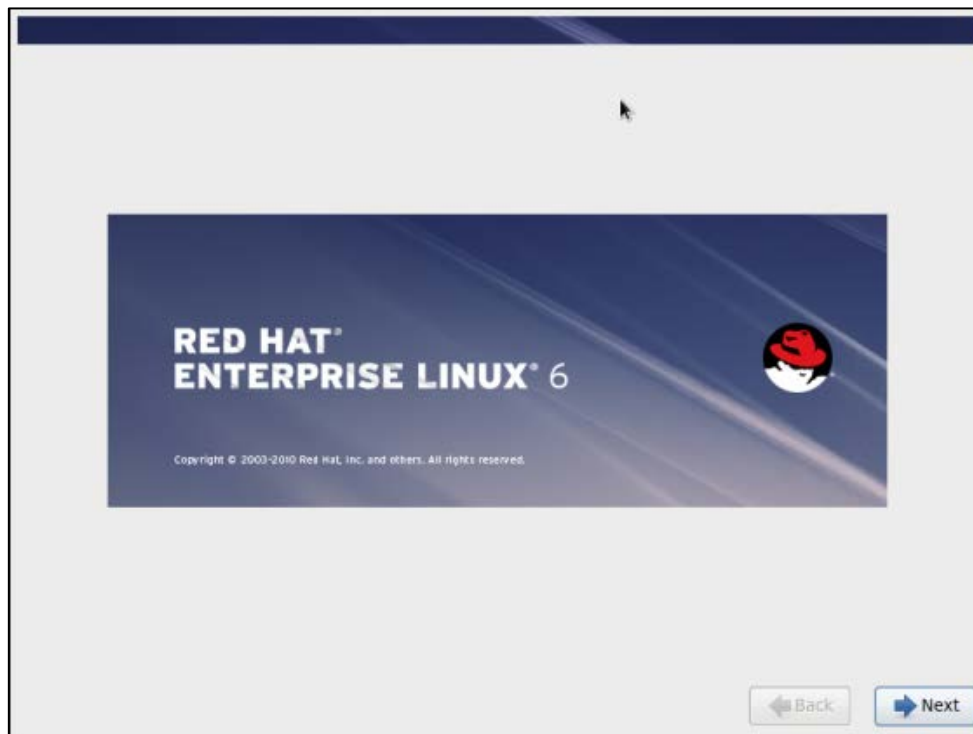 RED HAT®
ENTERPRISE LINUX® 6
Copyright © 2003-2010 Red Hat, Inc. and others. All rights reserved.
Back
Next